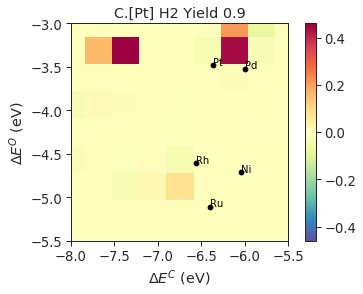 C.[Pt] H2 Yield 0.9
−3.0
−3.5
−4.0
−4.5
−5.0
−5.5
ΔE^O (eV)
Pt
Pd
Rh
Ni
Ru
−8.0 −7.5 −7.0 −6.5 −6.0 −5.5
ΔE^C (eV)
0.4
0.2
0.0
−0.2
−0.4